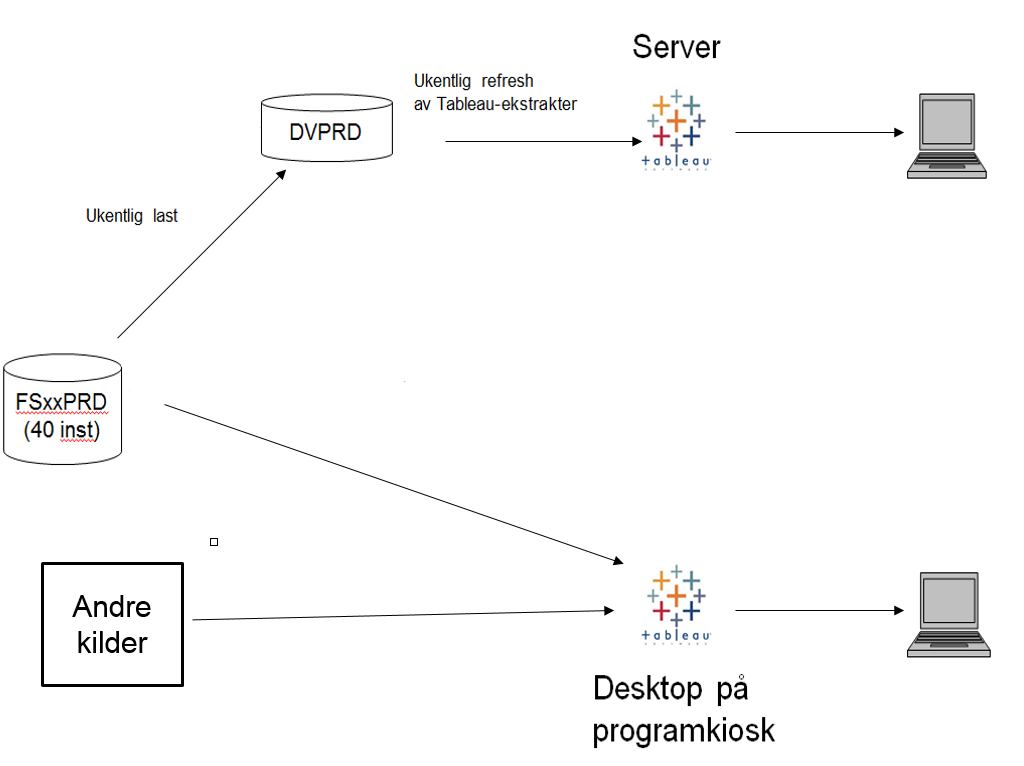 Server
Ukentlig refresh
av Tableau-ekstrakter
DVPRD
tableau
Ukentlig last
FSxxPRD
(40 inst)
Andre
kilder
tableau
Desktop på
programkiosk